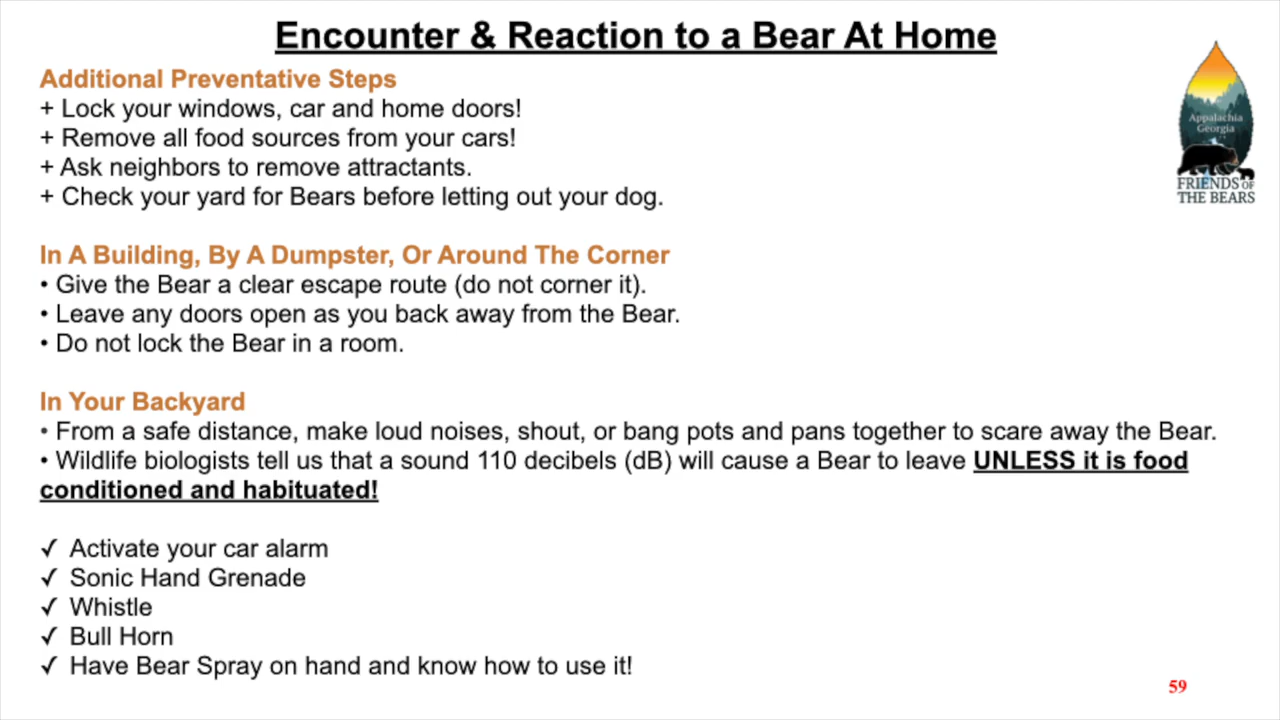 Encounter & Reaction to a Bear At Home
Additional Preventative Steps
+ Lock your windows, car and home doors!
+ Remove all food sources from your cars!
+ Ask neighbors to remove attractants.
+ Check your yard for Bears before letting out your dog.
Appalachia
Georgia
FRIENDS OF
THE BEARS
In A Building, By A Dumpster, Or Around The Corner
• Give the Bear a clear escape route (do not corner it).
• Leave any doors open as you back away from the Bear.
• Do not lock the Bear in a room.
In Your Backyard
• From a safe distance, make loud noises, shout, or bang pots and pans together to scare away the Bear.
• Wildlife biologists tell us that a sound 110 decibels (dB) will cause a Bear to leave UNLESS it is food
conditioned and habituated!
✓ Activate your car alarm
✓ Sonic Hand Grenade
✓ Whistle
✓ Bull Horn
✓ Have Bear Spray on hand and know how to use it!
59